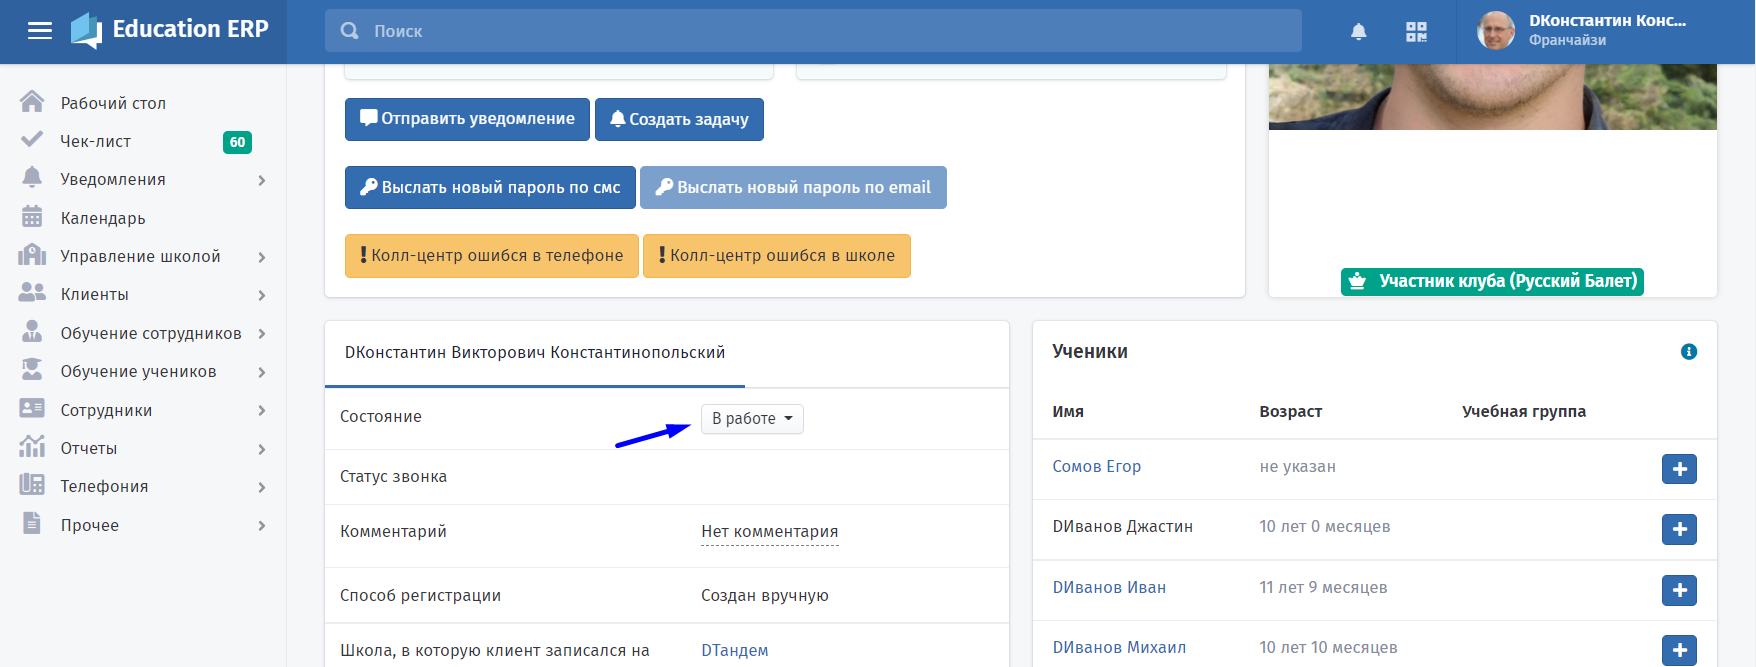 Education ERP
Поиск
DКонстантин Конс...
Франчайзи
Рабочий стол
Чек-лист
60
Уведомления
Календарь
Управление школой
Клиенты
Обучение сотрудников
Обучение учеников
Сотрудники
Отчеты
Телефония
Прочее
Отправить уведомление
Создать задачу
Выслать новый пароль по смс
Выслать новый пароль по email
Колл-центр ошибся в телефоне
Колл-центр ошибся в школе
Участник клуба (Русский Балет)
DКонстантин Викторович Константинопольский
Состояние
В работе
Статус звонка
Комментарий
Нет комментария
Способ регистрации
Создан вручную
Школа, в которую клиент записался на
DТандем
Ученики
Имя
Возраст
Учебная группа
Сомов Егор
не указан
DИванов Джастин
10 лет 0 месяцев
DИванов Иван
11 лет 9 месяцев
DИванов Михаил
10 лет 10 месяцев